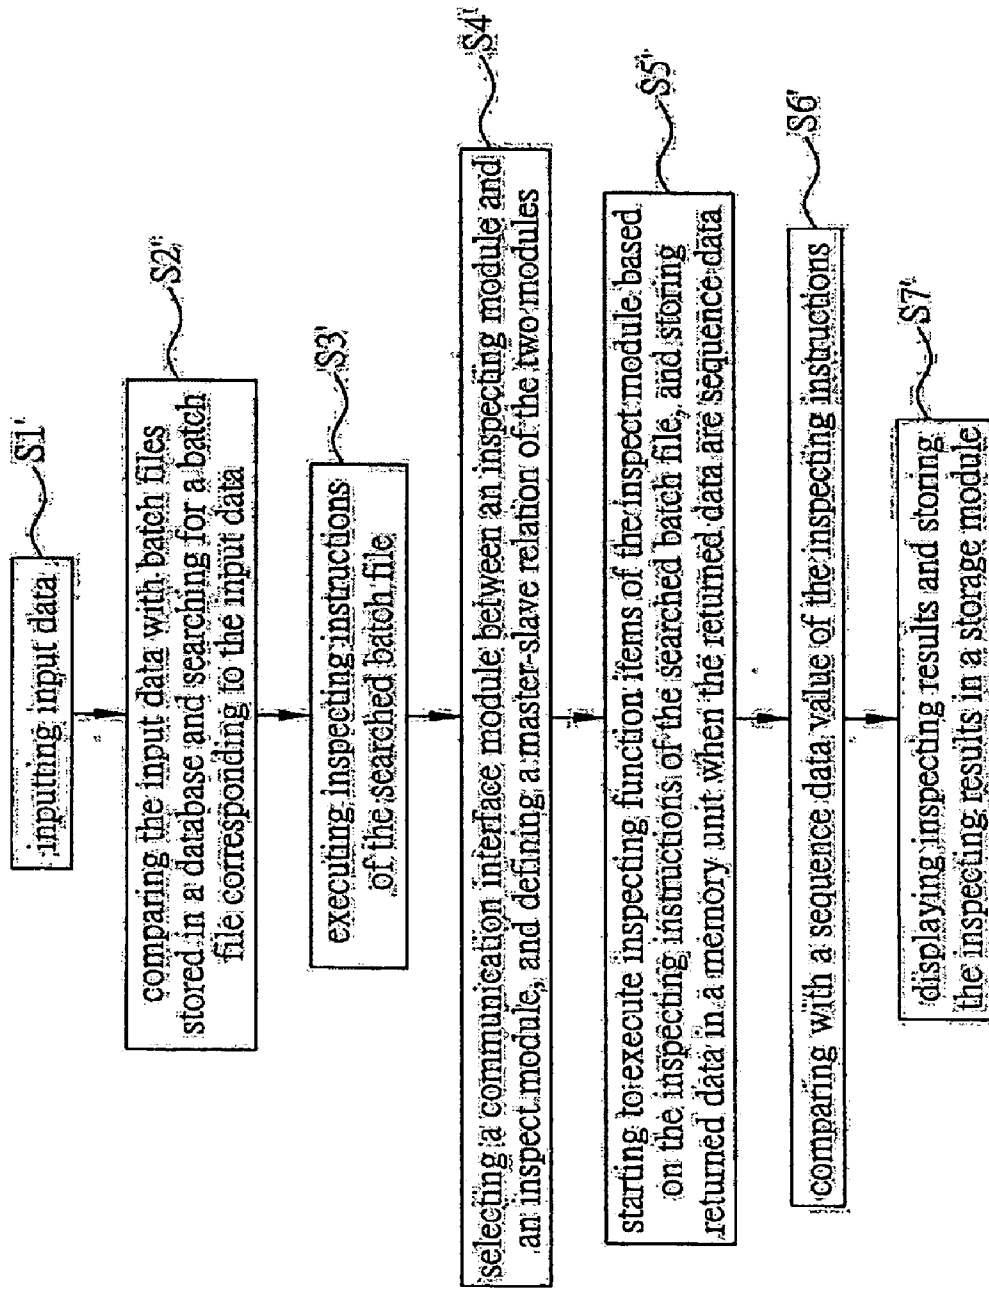 inputting input data
S1'
comparing the input data with batch files
stored in a database and searching for a batch
file corresponding to the input data
S2'
executing inspecting instructions
of the searched batch file
S3'
selecting a communication interface module between an inspecting module and
an inspect module, and defining a master-slave relation of the two modules
S4'
starting to execute inspecting function items of the inspect module based
on the inspecting instructions of the searched batch file, and storing
returned data in a memory unit when the returned data are sequence data
S5'
comparing with a sequence data value of the inspecting instructions
S6'
displaying inspecting results and storing
the inspecting results in a storage module
S7'